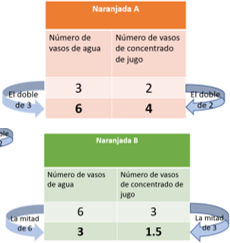 Naranjada A
Número de vasos de agua
Número de vasos de concentrado de jugo
3 2
6 4
El doble de 3
El doble de 2
Naranjada B
Número de vasos de agua
Número de vasos de concentrado de jugo
6 3
3 1.5
La mitad de 6
La mitad de 3